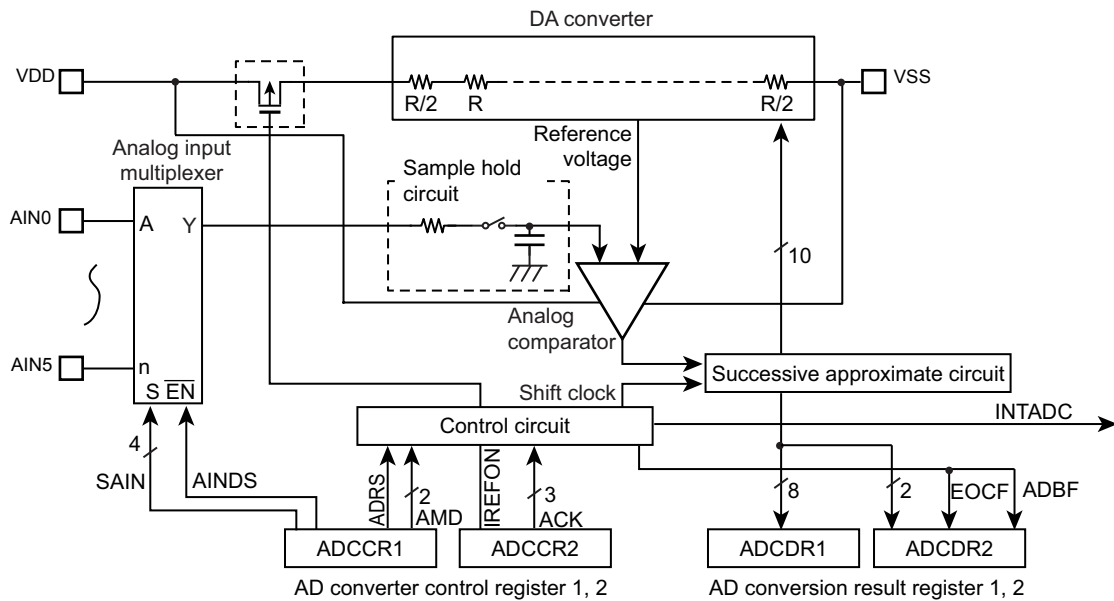 DA converter
VDD
VSS
R/2
R
R/2
Reference
voltage
Analog input
multiplexer
Sample hold
circuit
AIN0
A
Y
10
Analog
comparator
AIN5
n
S EN
Successive approximate circuit
Shift clock
INTADC
Control circuit
4
SAIN
AINDS
ADRS
2
AMD
IREFON
3
ACK
8
2
EOCF
ADBF
ADCCR1
ADCCR2
ADCDR1
ADCDR2
AD converter control register 1, 2
AD conversion result register 1, 2